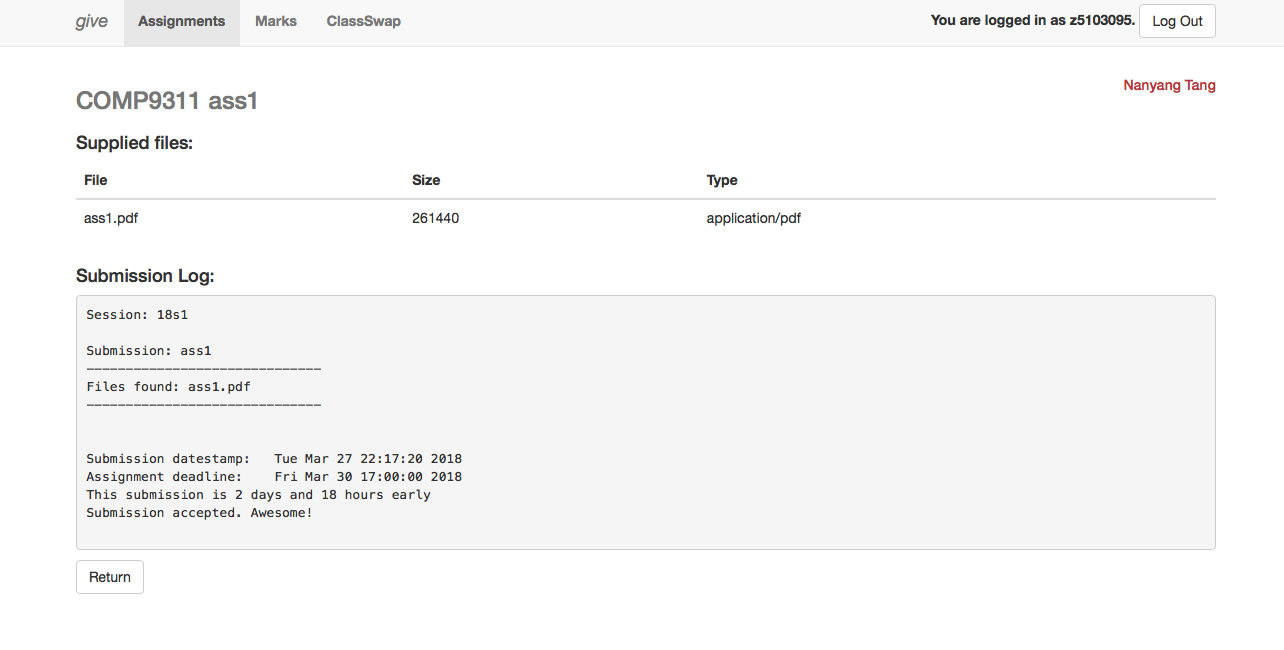 give Assignments Marks ClassSwap You are logged in as z5103095. Log Out
Nanyang Tang
COMP9311 ass1
Supplied files:
File Size Type
ass1.pdf 261440 application/pdf
Submission Log:
Session: 18s1
Submission: ass1
------------------------------
Files found: ass1.pdf
------------------------------
Submission datestamp:   Tue Mar 27 22:17:20 2018
Assignment deadline:    Fri Mar 30 17:00:00 2018
This submission is 2 days and 18 hours early
Submission accepted. Awesome!
Return